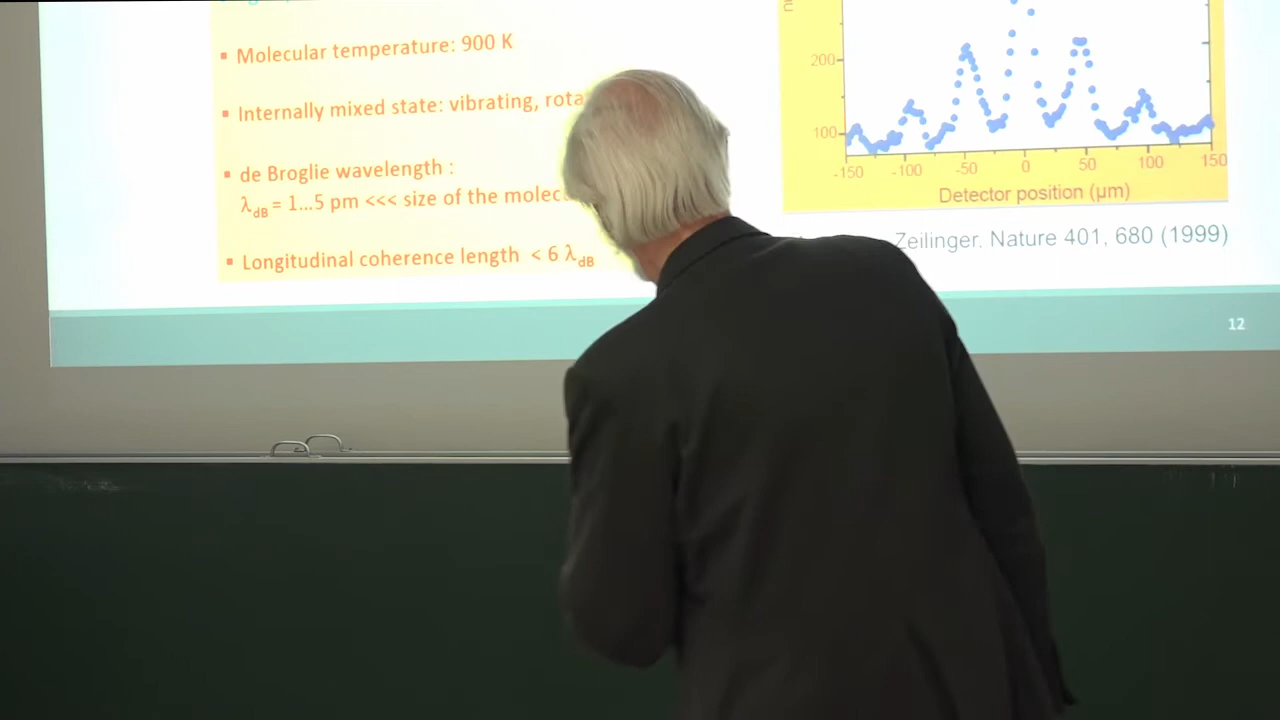 ▪ Molecular temperature: 900 K
▪ Internally mixed state: vibrating,
▪ de Broglie wavelength :
λdB = 1...5 pm <<< size of the
▪ Longitudinal coherence length < 6 λdB
200
100
-150 -100 -50 0 50 100 150
Detector position (µm)
Zeilinger, Nature 401, 680 (1999)
12